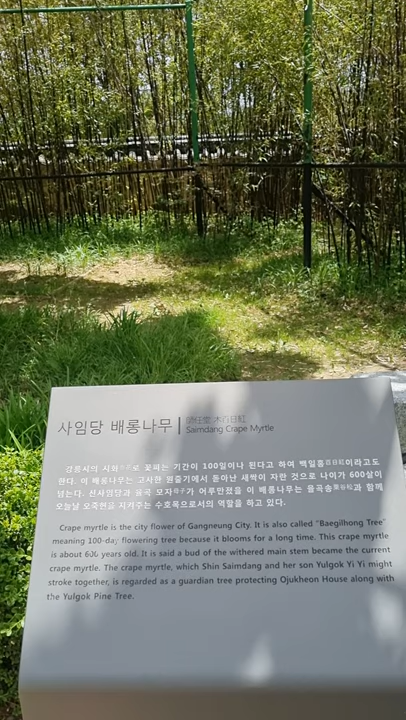 사임당 배롱나무 | 師任堂 木百日紅
Saimdang Crape Myrtle
강릉시의 시화市花로 꽃피는 기간이 100일이나 된다고 하여 백일홍百日紅이라고도
한다. 이 배롱나무는 고사한 원줄기에서 돋아난 새싹이 자란 것으로 나이가 600살이
넘는다. 신사임당과 율곡 모자母子가 어루만졌을 이 배롱나무는 율곡송栗谷松과 함께
오늘날 오죽헌을 지켜주는 수호목으로서의 역할을 하고 있다.
Crape myrtle is the city flower of Gangneung City. It is also called "Baegilhong Tree"
meaning 100-day flowering tree because it blooms for a long time. This crape myrtle
is about 600 years old. It is said a bud of the withered main stem became the current
crape myrtle. The crape myrtle, which Shin Saimdang and her son Yulgok Yi Yi might
stroke together, is regarded as a guardian tree protecting Ojukheon House along with
the Yulgok Pine Tree.